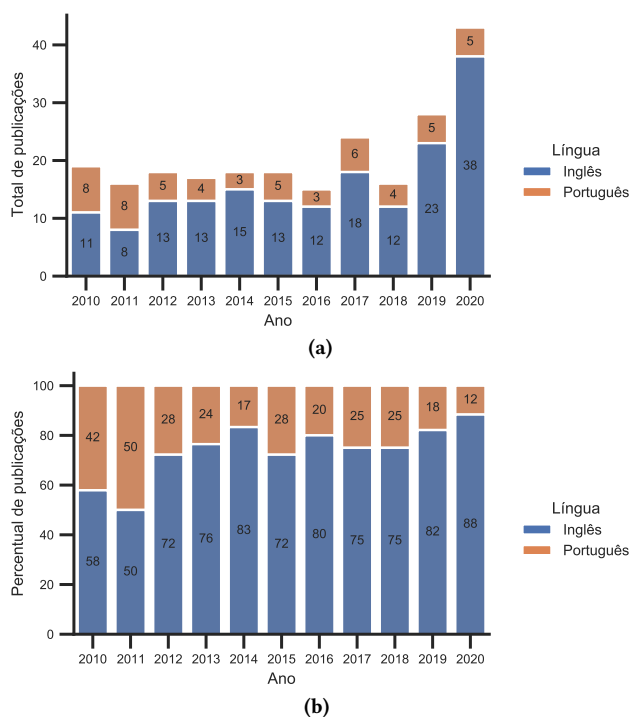 40
30
20
10
0
Total de publicações
8 8 5 4 3 5 3 6 4 5 5
11 8 13 13 15 13 12 18 12 23 38
2010 2011 2012 2013 2014 2015 2016 2017 2018 2019 2020
Ano
Língua
Inglês
Português
(a)
100
80
60
40
20
0
Percentual de publicações
42 50 28 24 17 28 20 25 25 18 12
58 50 72 76 83 72 80 75 75 82 88
2010 2011 2012 2013 2014 2015 2016 2017 2018 2019 2020
Ano
Língua
Inglês
Português
(b)